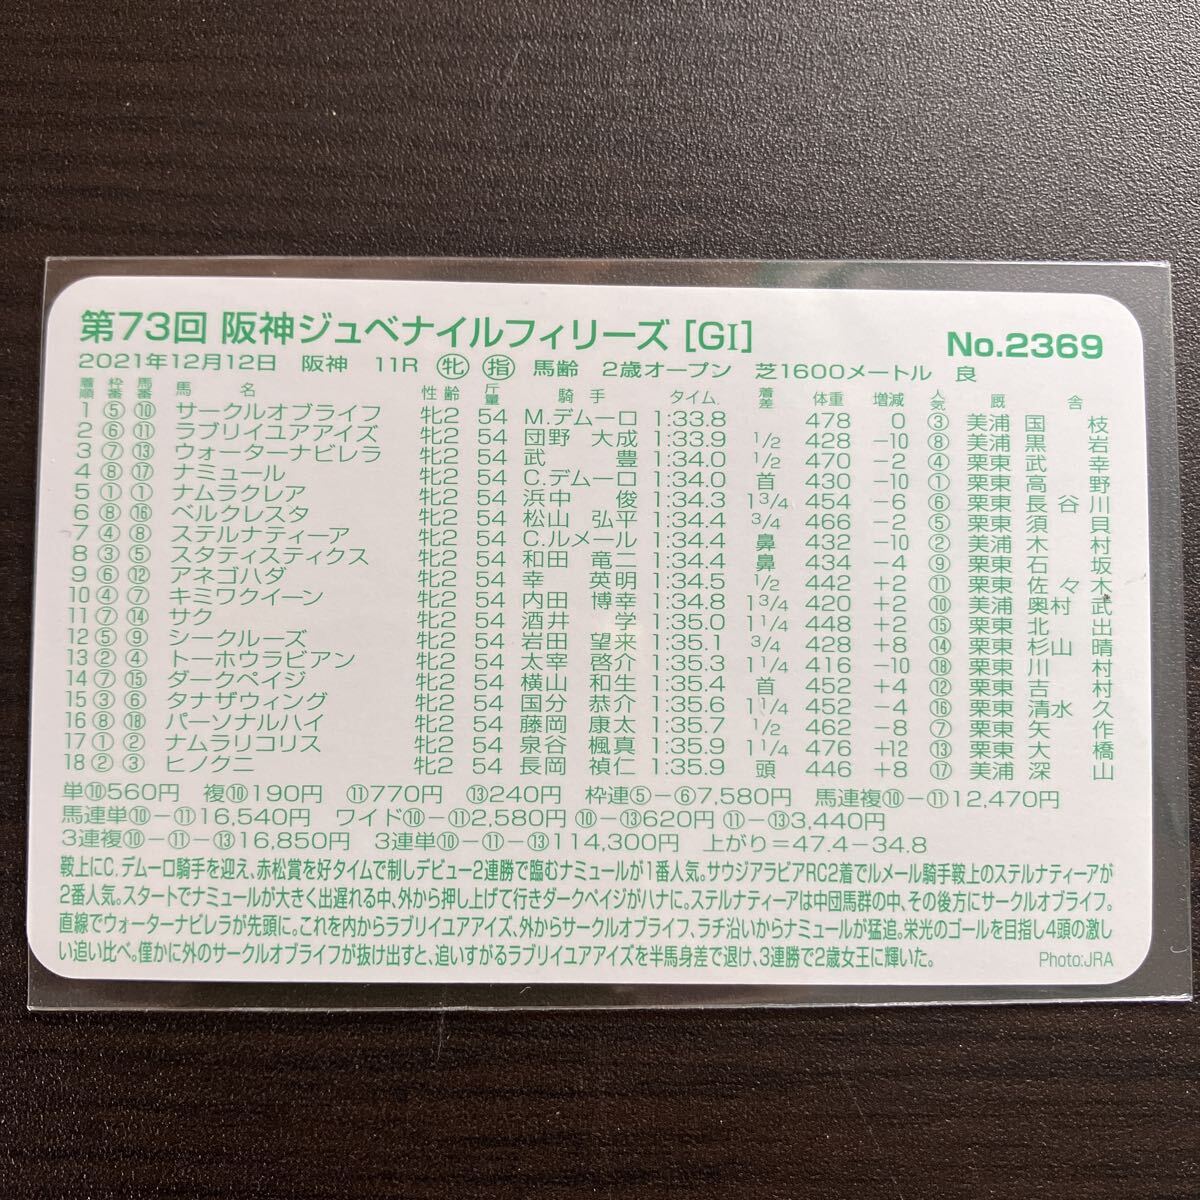 第73回 阪神ジュベナイルフィリーズ [GI] No.2369
2021年12月12日 阪神 11R ㊛牝 ㊕指 馬齢 2歳オープン 芝1600メートル 良
着順 枠番 馬番 馬名 性齢 斤量 騎手 タイム 着差 体重 増減 人気 厩舎
1 ⑤ ⑩ サークルオブライフ 牝2 54 M.デムーロ 1:33.8 478 0 ③ 美浦 国枝
2 ⑥ ⑪ ラブリイユアアイズ 牝2 54 団野 大成 1:33.9 1/2 428 -10 ⑧ 美浦 黒岩
3 ⑦ ⑬ ウォーターナビレラ 牝2 54 武 豊 1:34.0 1/2 470 -2 ④ 栗東 武 幸
4 ⑧ ⑰ ナミュール 牝2 54 C.デムーロ 1:34.0 首 430 -10 ① 栗東 高野
5 ① ① ナムラクレア 牝2 54 浜中 俊 1:34.3 1 3/4 454 -6 ⑥ 栗東 長谷川
6 ⑧ ⑯ ベルクレスタ 牝2 54 松山 弘平 1:34.4 3/4 466 -2 ⑤ 栗東 須貝
7 ④ ⑧ ステルナティーア 牝2 54 C.ルメール 1:34.4 鼻 432 -10 ② 美浦 木村
8 ③ ⑤ スタティスティクス 牝2 54 和田 竜二 1:34.4 鼻 434 -4 ⑨ 栗東 石坂
9 ⑥ ⑫ アネゴハダ 牝2 54 幸 英明 1:34.5 1/2 442 +2 ⑪ 栗東 佐々木
10 ④ ⑦ キミワクイーン 牝2 54 内田 博幸 1:34.8 1 3/4 420 +2 ⑩ 美浦 奥村 武
11 ⑦ ⑭ サク 牝2 54 酒井 学 1:35.0 1 1/4 448 +2 ⑮ 栗東 北出
12 ⑤ ⑨ シークルーズ 牝2 54 岩田 望来 1:35.1 3/4 428 +8 ⑭ 栗東 杉山 晴
13 ② ④ トーホウラビアン 牝2 54 太宰 啓介 1:35.3 1 1/4 416 -10 ⑱ 栗東 川村
14 ⑦ ⑮ ダークペイジ 牝2 54 横山 和生 1:35.4 首 452 +4 ⑫ 栗東 吉村
15 ③ ⑥ タナザウィング 牝2 54 国分 恭介 1:35.6 1 1/4 452 -4 ⑯ 栗東 清水 久
16 ⑧ ⑱ パーソナルハイ 牝2 54 藤岡 康太 1:35.7 1/2 462 -8 ⑦ 栗東 矢作
17 ① ② ナムラリコリス 牝2 54 泉谷 楓真 1:35.9 1 1/4 476 +12 ⑬ 栗東 大橋
18 ② ③ ヒノクニ 牝2 54 長岡 禎仁 1:35.9 頭 446 +8 ⑰ 美浦 深山
単⑩560円 複⑩190円 ⑪770円 ⑬240円 枠連⑤-⑥7,580円 馬連複⑩-⑪12,470円
馬連単⑩-⑪16,540円 ワイド⑩-⑪2,580円 ⑩-⑬620円 ⑪-⑬3,440円
3連複⑩-⑪-⑬16,850円 3連単⑩-⑪-⑬114,300円 上がり=47.4-34.8
鞍上にC.デムーロ騎手を迎え、赤松賞を好タイムで制しデビュー2連勝で臨むナミュールが1番人気。サウジアラビアRC2着でルメール騎手鞍上のステルナティーアが
2番人気。スタートでナミュールが大きく出遅れる中、外から押し上げて行きダークペイジがハナに。ステルナティーアは中団馬群の中、その後方にサークルオブライフ。
直線でウォーターナビレラが先頭に。これを内からラブリイユアアイズ、外からサークルオブライフ、ラチ沿いからナミュールが猛追。栄光のゴールを目指し4頭の激し
い追い比べ。僅かに外のサークルオブライフが抜け出すと、追いすがるラブリイユアアイズを半馬身差で退け、3連勝で2歳女王に輝いた。 Photo:JRA